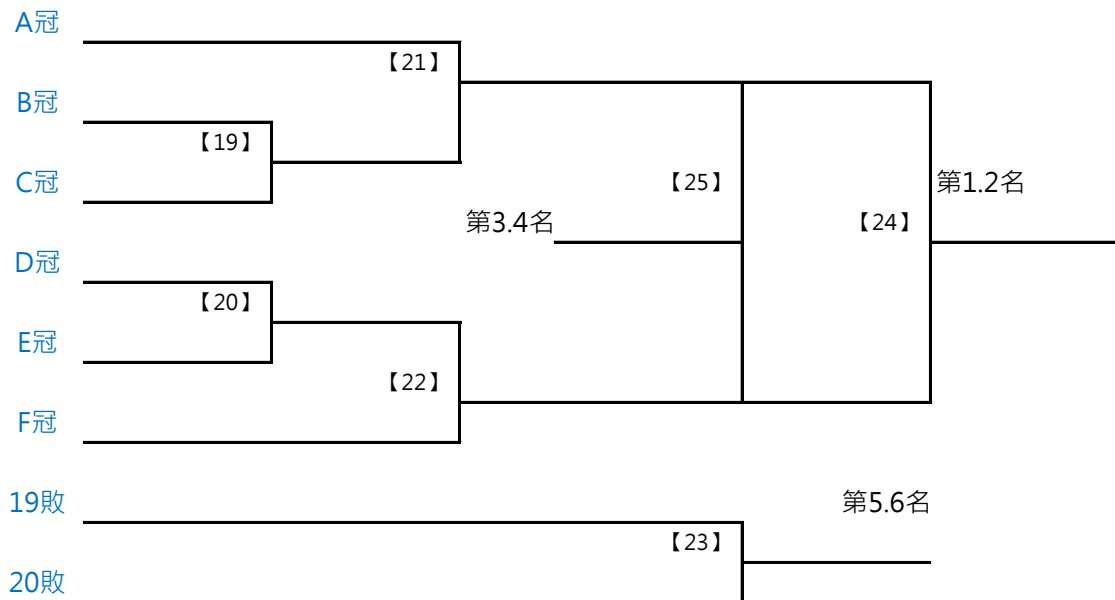 A冠
【21】
B冠
【19】
C冠
【25】
第1.2名
第3.4名
【24】
D冠
【20】
E冠
【22】
F冠
19敗
第5.6名
【23】
20敗